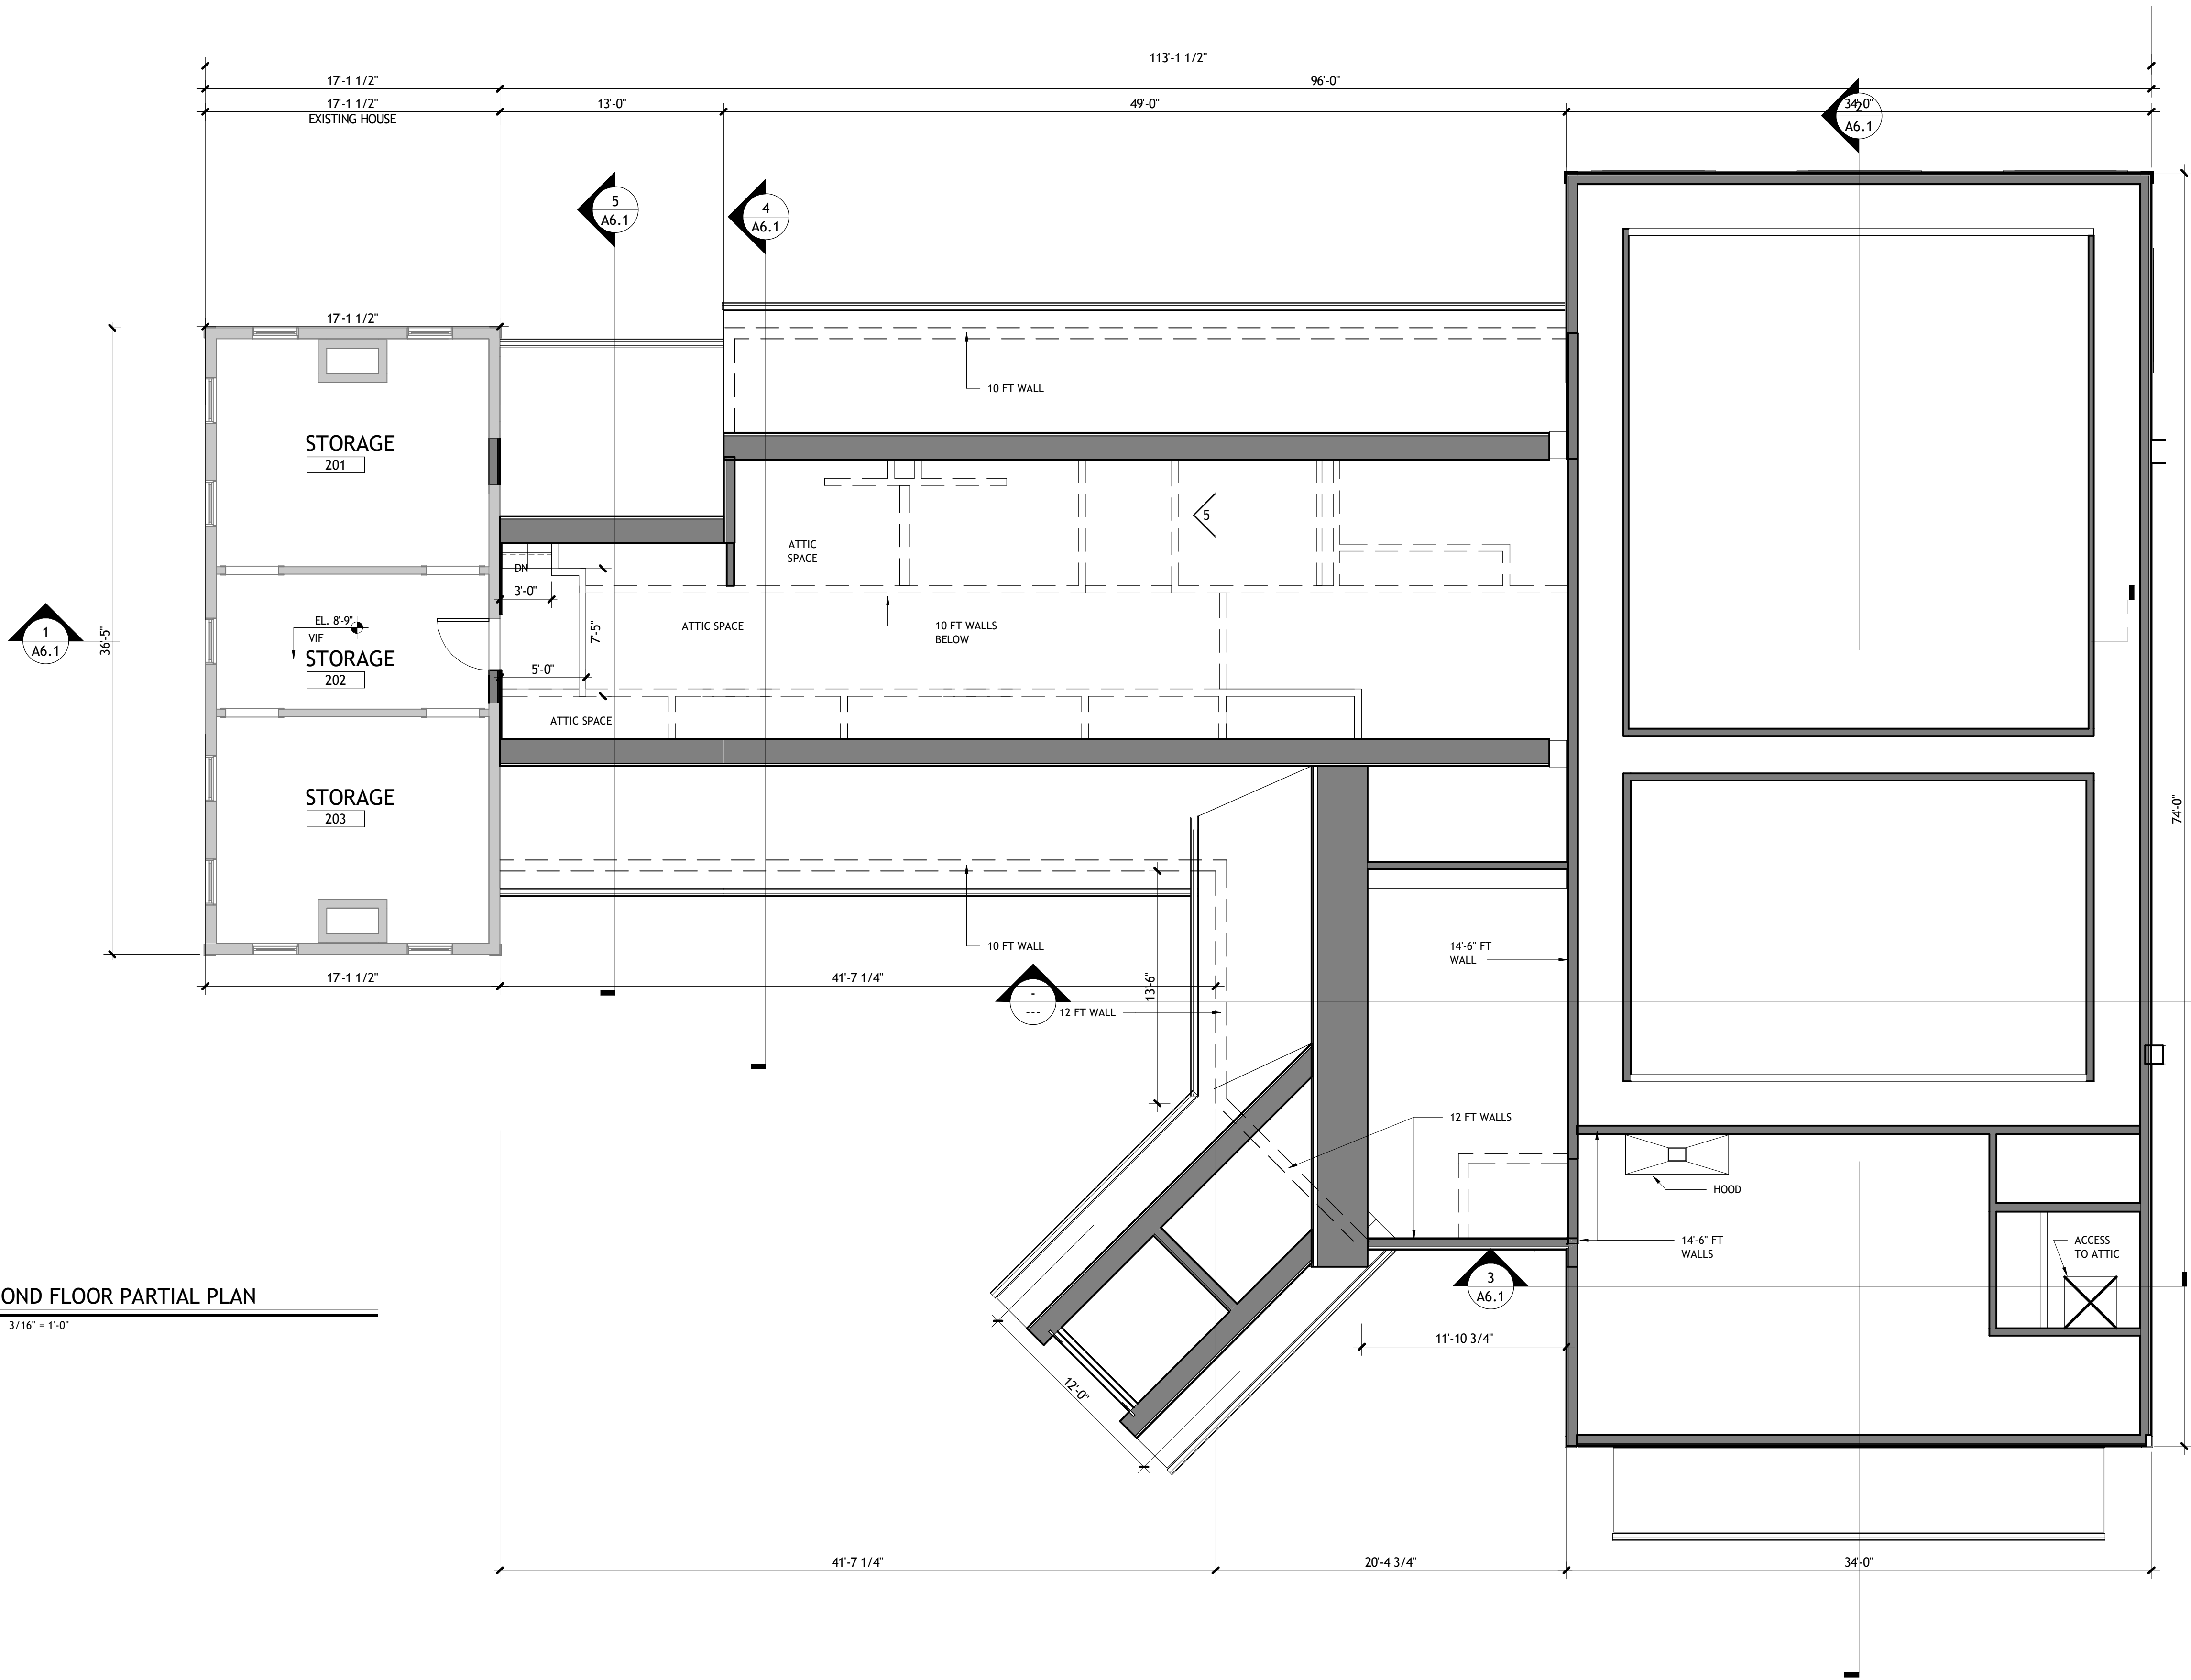 113'-1 1/2"
17'-1 1/2"
96'-0"
17'-1 1/2"
13'-0"
49'-0"
34'-0"
EXISTING HOUSE
2
A6.1
5
A6.1
4
A6.1
17'-1 1/2"
10 FT WALL
STORAGE
201
5
ATTIC
SPACE
DN
3'-0"
EL. 8'-9"
VIF
7'-5"
ATTIC SPACE
10 FT WALLS
BELOW
1
A6.1
36'-5"
STORAGE
202
5'-0"
ATTIC SPACE
STORAGE
203
74'-0"
10 FT WALL
14'-6" FT
WALL
17'-1 1/2"
41'-7 1/4"
13'-6"
-
---
12 FT WALL
12 FT WALLS
HOOD
14'-6" FT
WALLS
ACCESS
TO ATTIC
3
A6.1
OND FLOOR PARTIAL PLAN
3/16" = 1'-0"
11'-10 3/4"
12'-0"
41'-7 1/4"
20'-4 3/4"
34'-0"